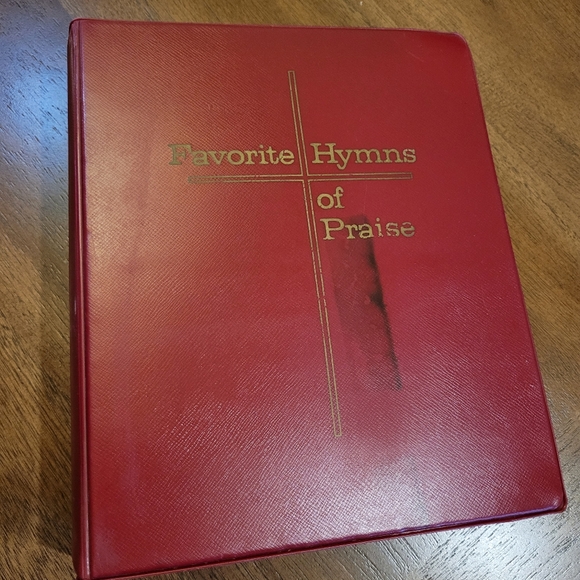 Favorite Hymns
of
Praise